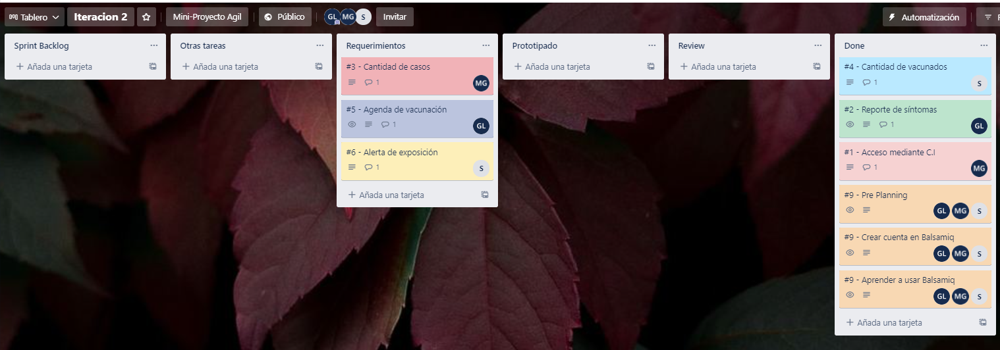 Tablero
Iteracion 2
Mini-Proyecto Agil
Público
GL MG S
Invitar
Automatización
Sprint Backlog
+ Añada una tarjeta
Otras tareas
+ Añada una tarjeta
Requerimientos
#3 - Cantidad de casos
1
MG
#5 - Agenda de vacunación
1
GL
#6 - Alerta de exposición
1
S
+ Añada una tarjeta
Prototipado
+ Añada una tarjeta
Review
+ Añada una tarjeta
Done
#4 - Cantidad de vacunados
1
S
#2 - Reporte de síntomas
1
GL
#1 - Acceso mediante C.I
1
MG
#9 - Pre Planning
GL MG S
#9 - Crear cuenta en Balsamiq
GL MG S
#9 - Aprender a usar Balsamiq
GL MG S
+ Añada una tarjeta